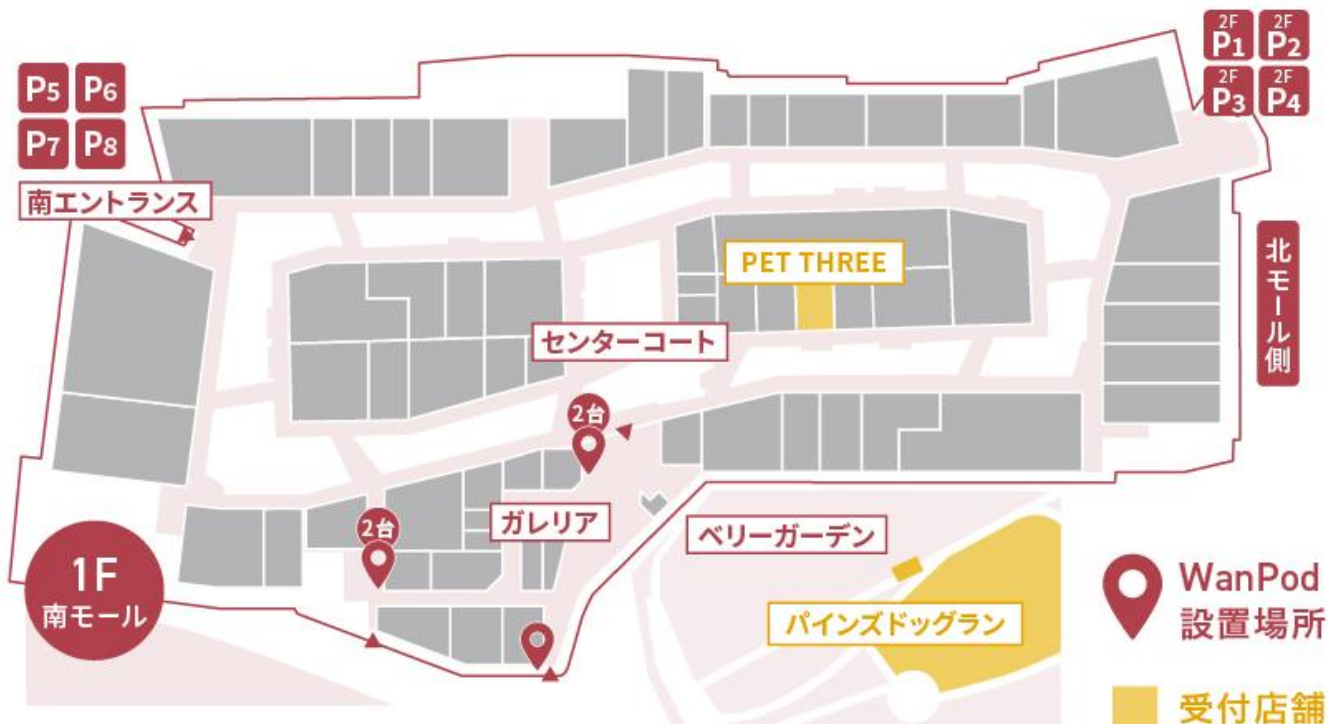 2F
P1
2F
P2
P5
P6
2F
P3
2F
P4
P7
P8
南エントランス
北モール側
PET THREE
センターコート
2台
ガレリア
2台
ベリーガーデン
1F
南モール
WanPod
設置場所
パインズドッグラン
受付店舗